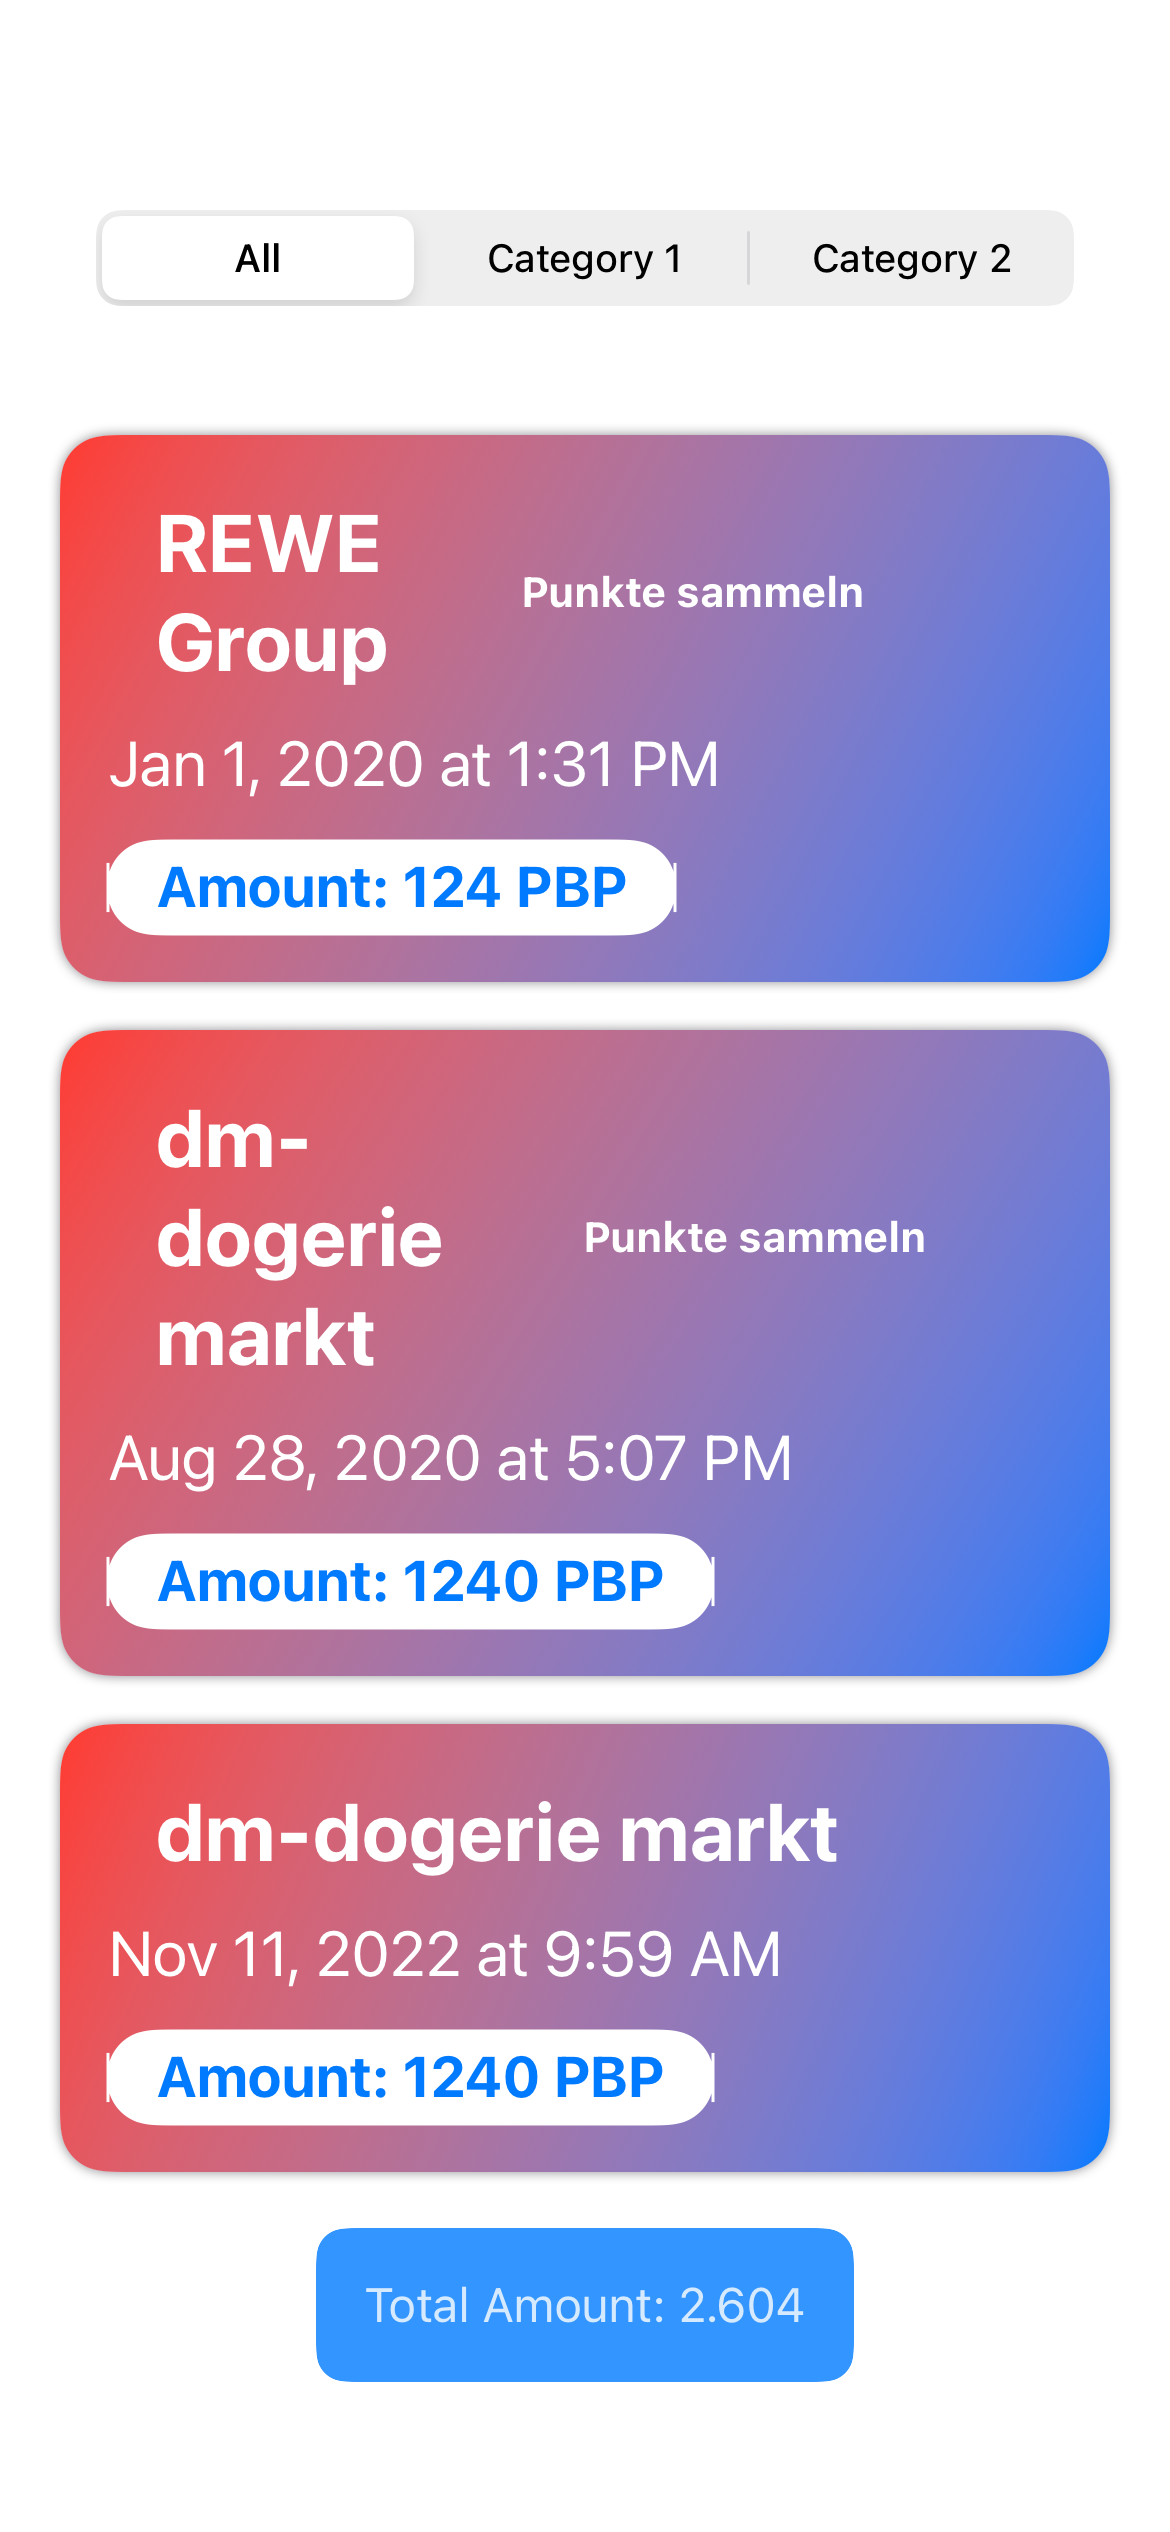 All
Category 1
Category 2
REWE
Group
Punkte sammeln
Jan 1, 2020 at 1:31 PM
Amount: 124 PBP
dm-
dogerie
markt
Punkte sammeln
Aug 28, 2020 at 5:07 PM
Amount: 1240 PBP
dm-dogerie markt
Nov 11, 2022 at 9:59 AM
Amount: 1240 PBP
Total Amount: 2.604